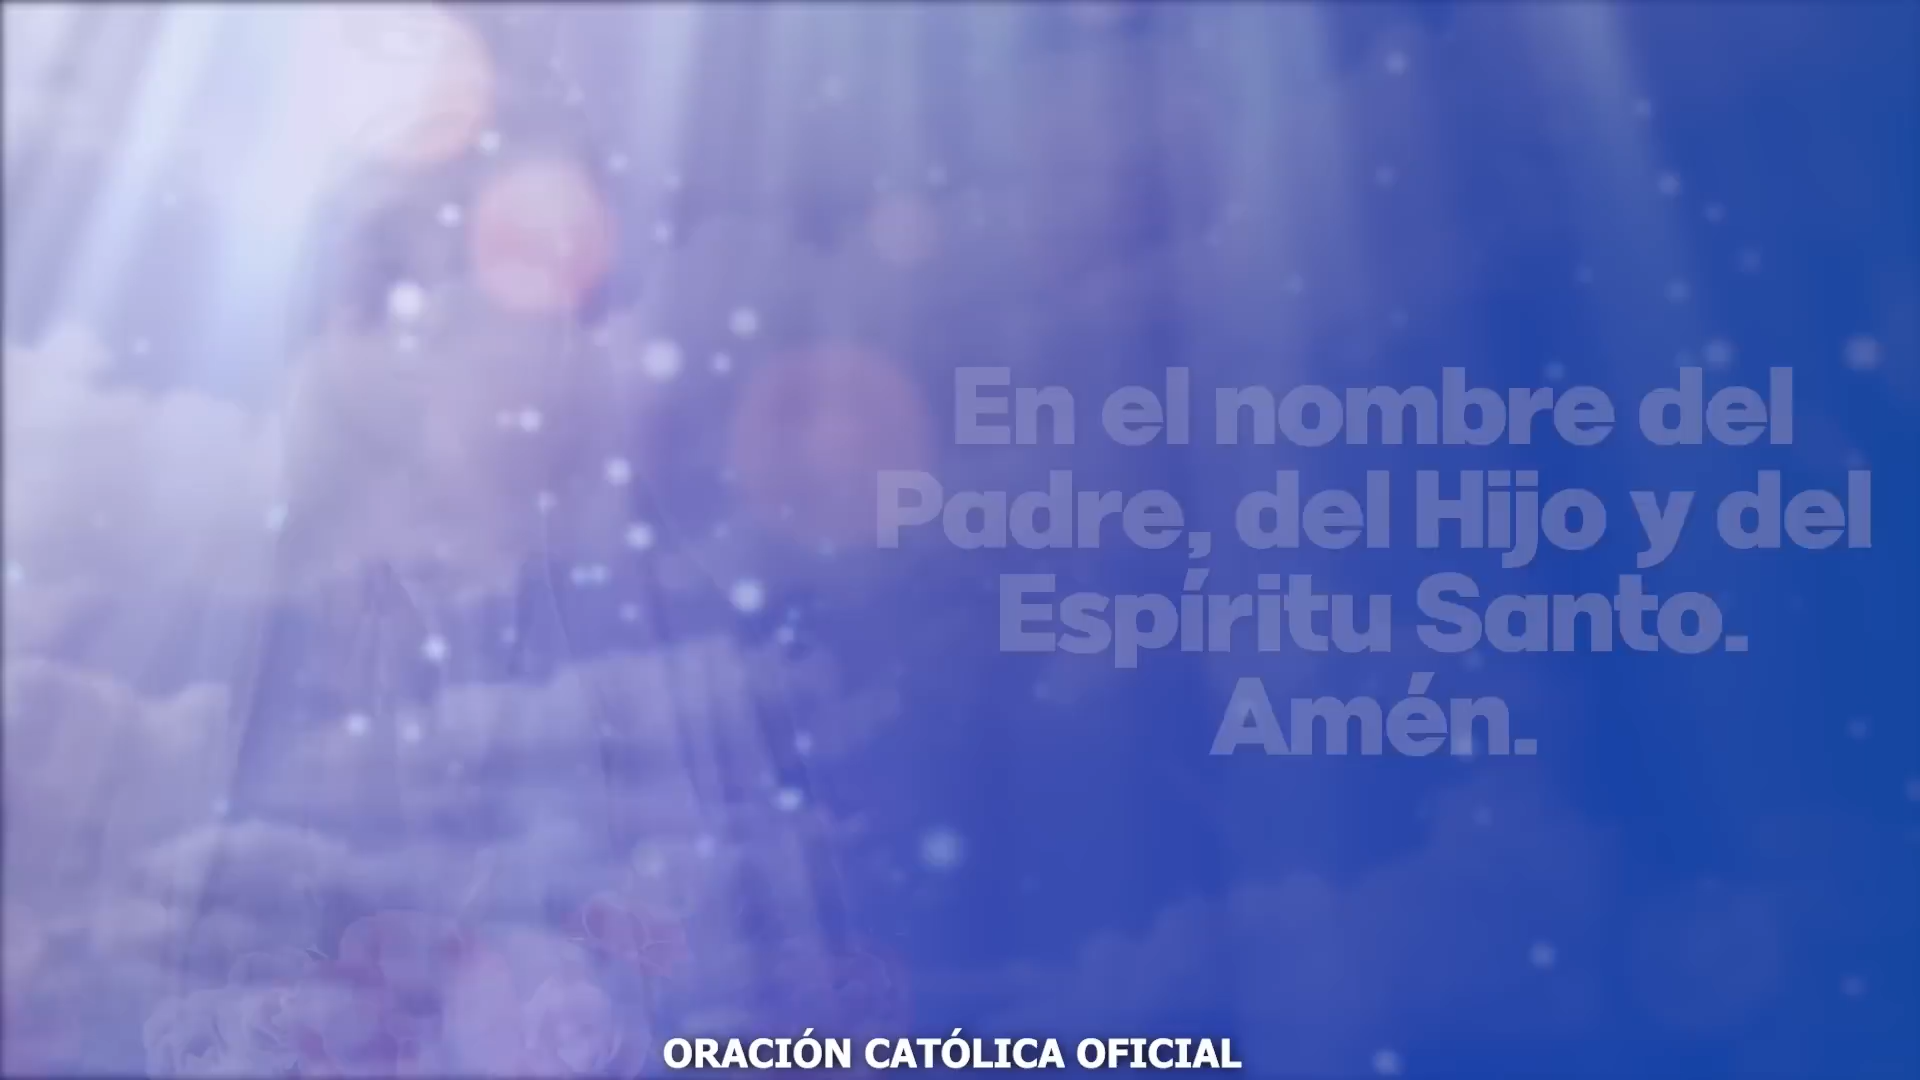 En el nombre del
Padre, del Hijo y del
Espíritu Santo.
Amén.
ORACIÓN CATÓLICA OFICIAL